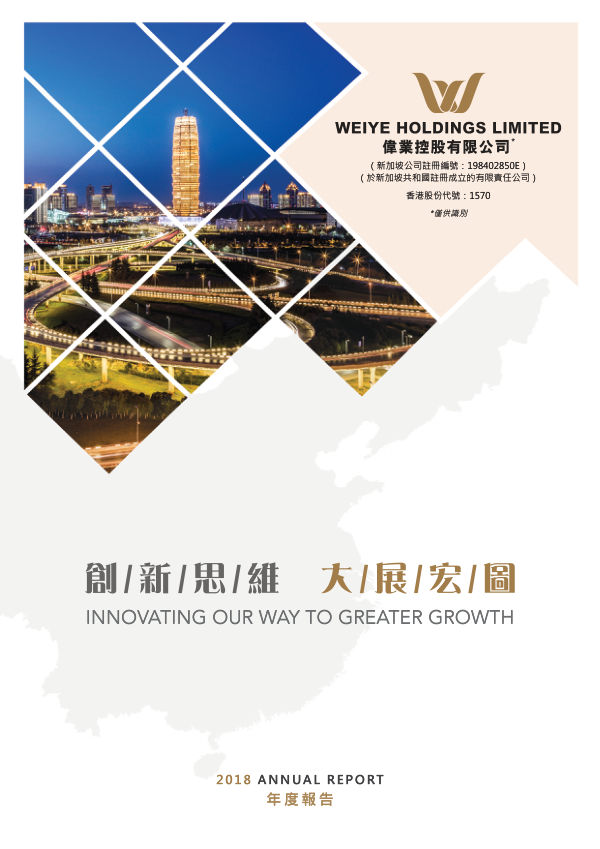 WEIYE HOLDINGS LIMITED
偉業控股有限公司*
（新加坡公司註冊編號：198402850E）
（於新加坡共和國註冊成立的有限責任公司）
香港股份代號：1570
*僅供識別
創/新/思/維 大/展/宏/圖
INNOVATING OUR WAY TO GREATER GROWTH
2018 ANNUAL REPORT
年度報告